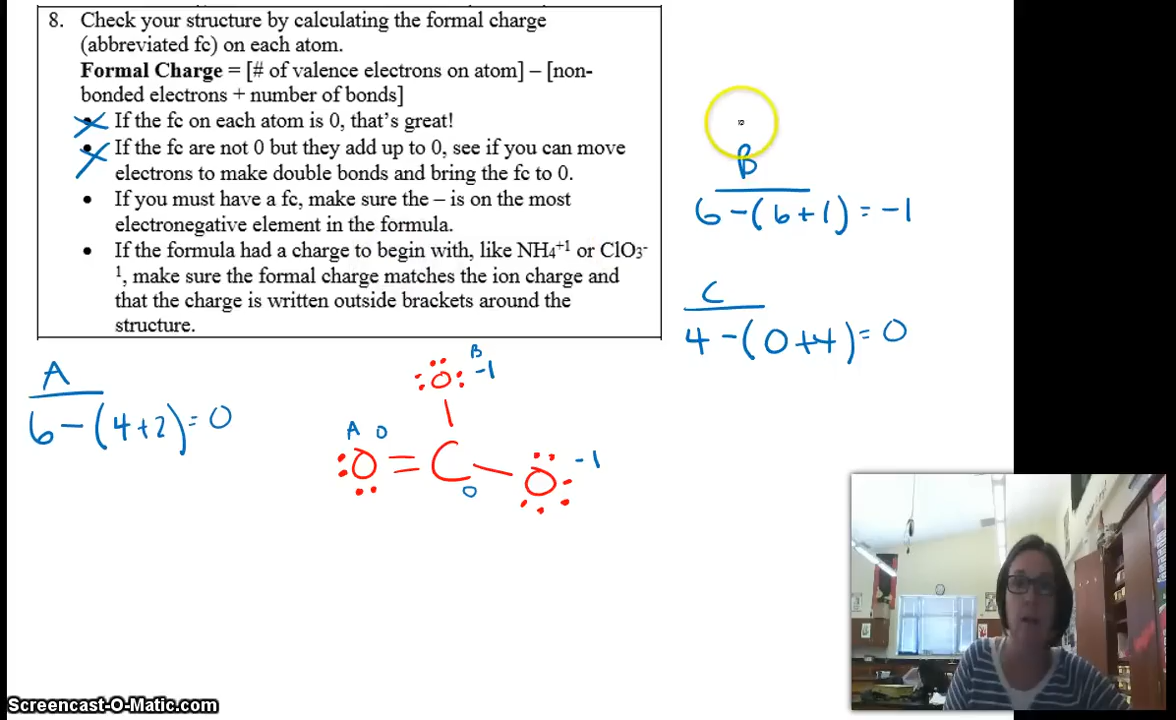 8. Check your structure by calculating the formal charge
(abbreviated fc) on each atom.
Formal Charge = [# of valence electrons on atom] – [non-
bonded electrons + number of bonds]
• If the fc on each atom is 0, that's great!
• If the fc are not 0 but they add up to 0, see if you can move
electrons to make double bonds and bring the fc to 0.
• If you must have a fc, make sure the – is on the most
electronegative element in the formula.
• If the formula had a charge to begin with, like NH₄⁺¹ or ClO₃⁻
¹, make sure the formal charge matches the ion charge and
that the charge is written outside brackets around the
structure.
B
6-(6+1)=-1
C
4-(0+4)=0
A
6-(4+2)=0
B
O -1
A 0
O=C-O -1
0
Screencast-O-Matic.com